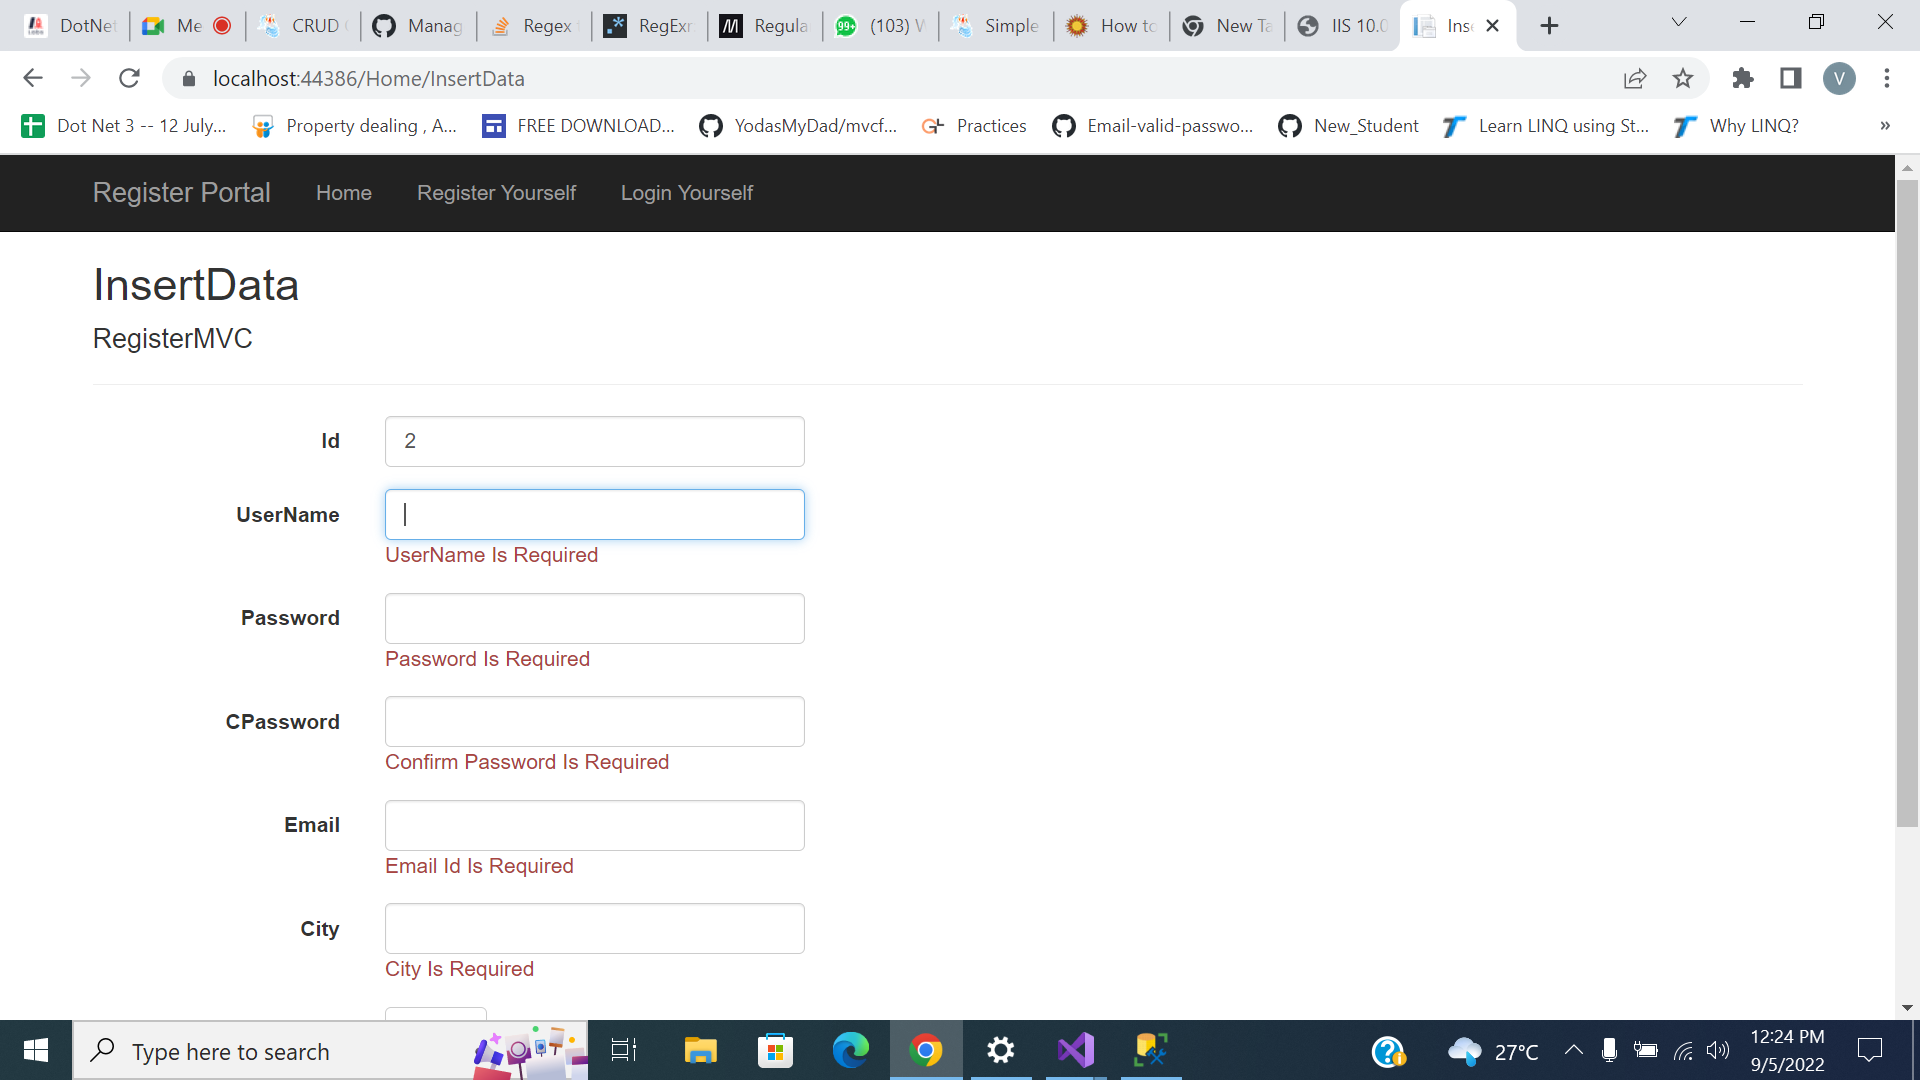 DotNet
Me
CRUD
Manag
Regex
RegExr
Regula
(103) W
Simple
How to
New Ta
IIS 10.0
Ins
localhost:44386/Home/InsertData
V
Dot Net 3 -- 12 July...
Property dealing , A...
FREE DOWNLOAD...
YodasMyDad/mvcf...
Practices
Email-valid-passwo...
New_Student
Learn LINQ using St...
Why LINQ?
»
Register Portal
Home
Register Yourself
Login Yourself
InsertData
RegisterMVC
Id
2
UserName
UserName Is Required
Password
Password Is Required
CPassword
Confirm Password Is Required
Email
Email Id Is Required
City
City Is Required
Type here to search
27°C
12:24 PM
9/5/2022